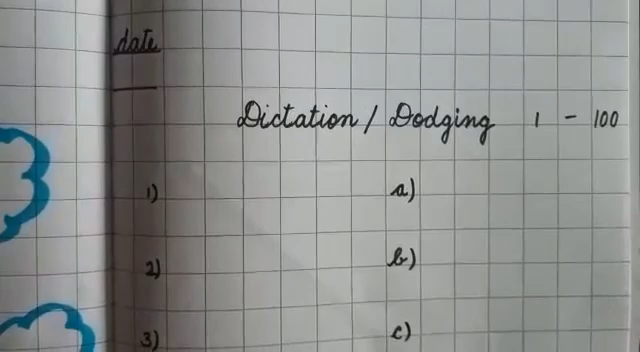 date
Dictation / Dodging 1 - 100
1) a)
2) b)
3) c)